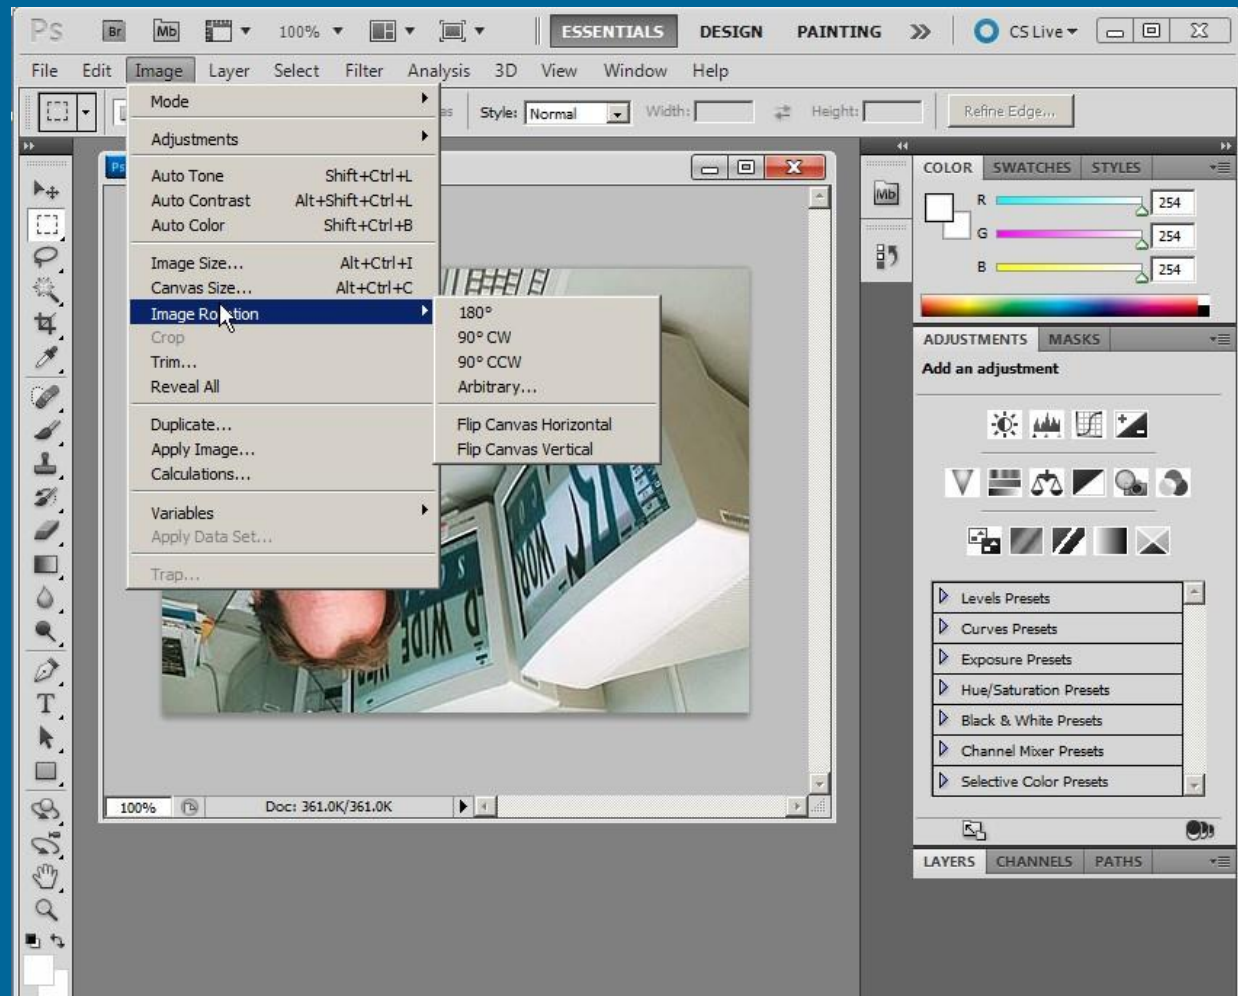 Ps Br Mb 100% ESSENTIALS DESIGN PAINTING CS Live
File Edit Image Layer Select Filter Analysis 3D View Window Help
Style: Normal Width: Height: Refine Edge...
Mode
Adjustments
Auto Tone Shift+Ctrl+L
Auto Contrast Alt+Shift+Ctrl+L
Auto Color Shift+Ctrl+B
Image Size... Alt+Ctrl+I
Canvas Size... Alt+Ctrl+C
Image Rotation
Crop
Trim...
Reveal All
Duplicate...
Apply Image...
Calculations...
Variables
Apply Data Set...
Trap...
180°
90° CW
90° CCW
Arbitrary...
Flip Canvas Horizontal
Flip Canvas Vertical
Ps
WIDE
100% Doc: 361.0K/361.0K
Mb
COLOR SWATCHES STYLES
R 254
G 254
B 254
ADJUSTMENTS MASKS
Add an adjustment
Levels Presets
Curves Presets
Exposure Presets
Hue/Saturation Presets
Black & White Presets
Channel Mixer Presets
Selective Color Presets
LAYERS CHANNELS PATHS
T